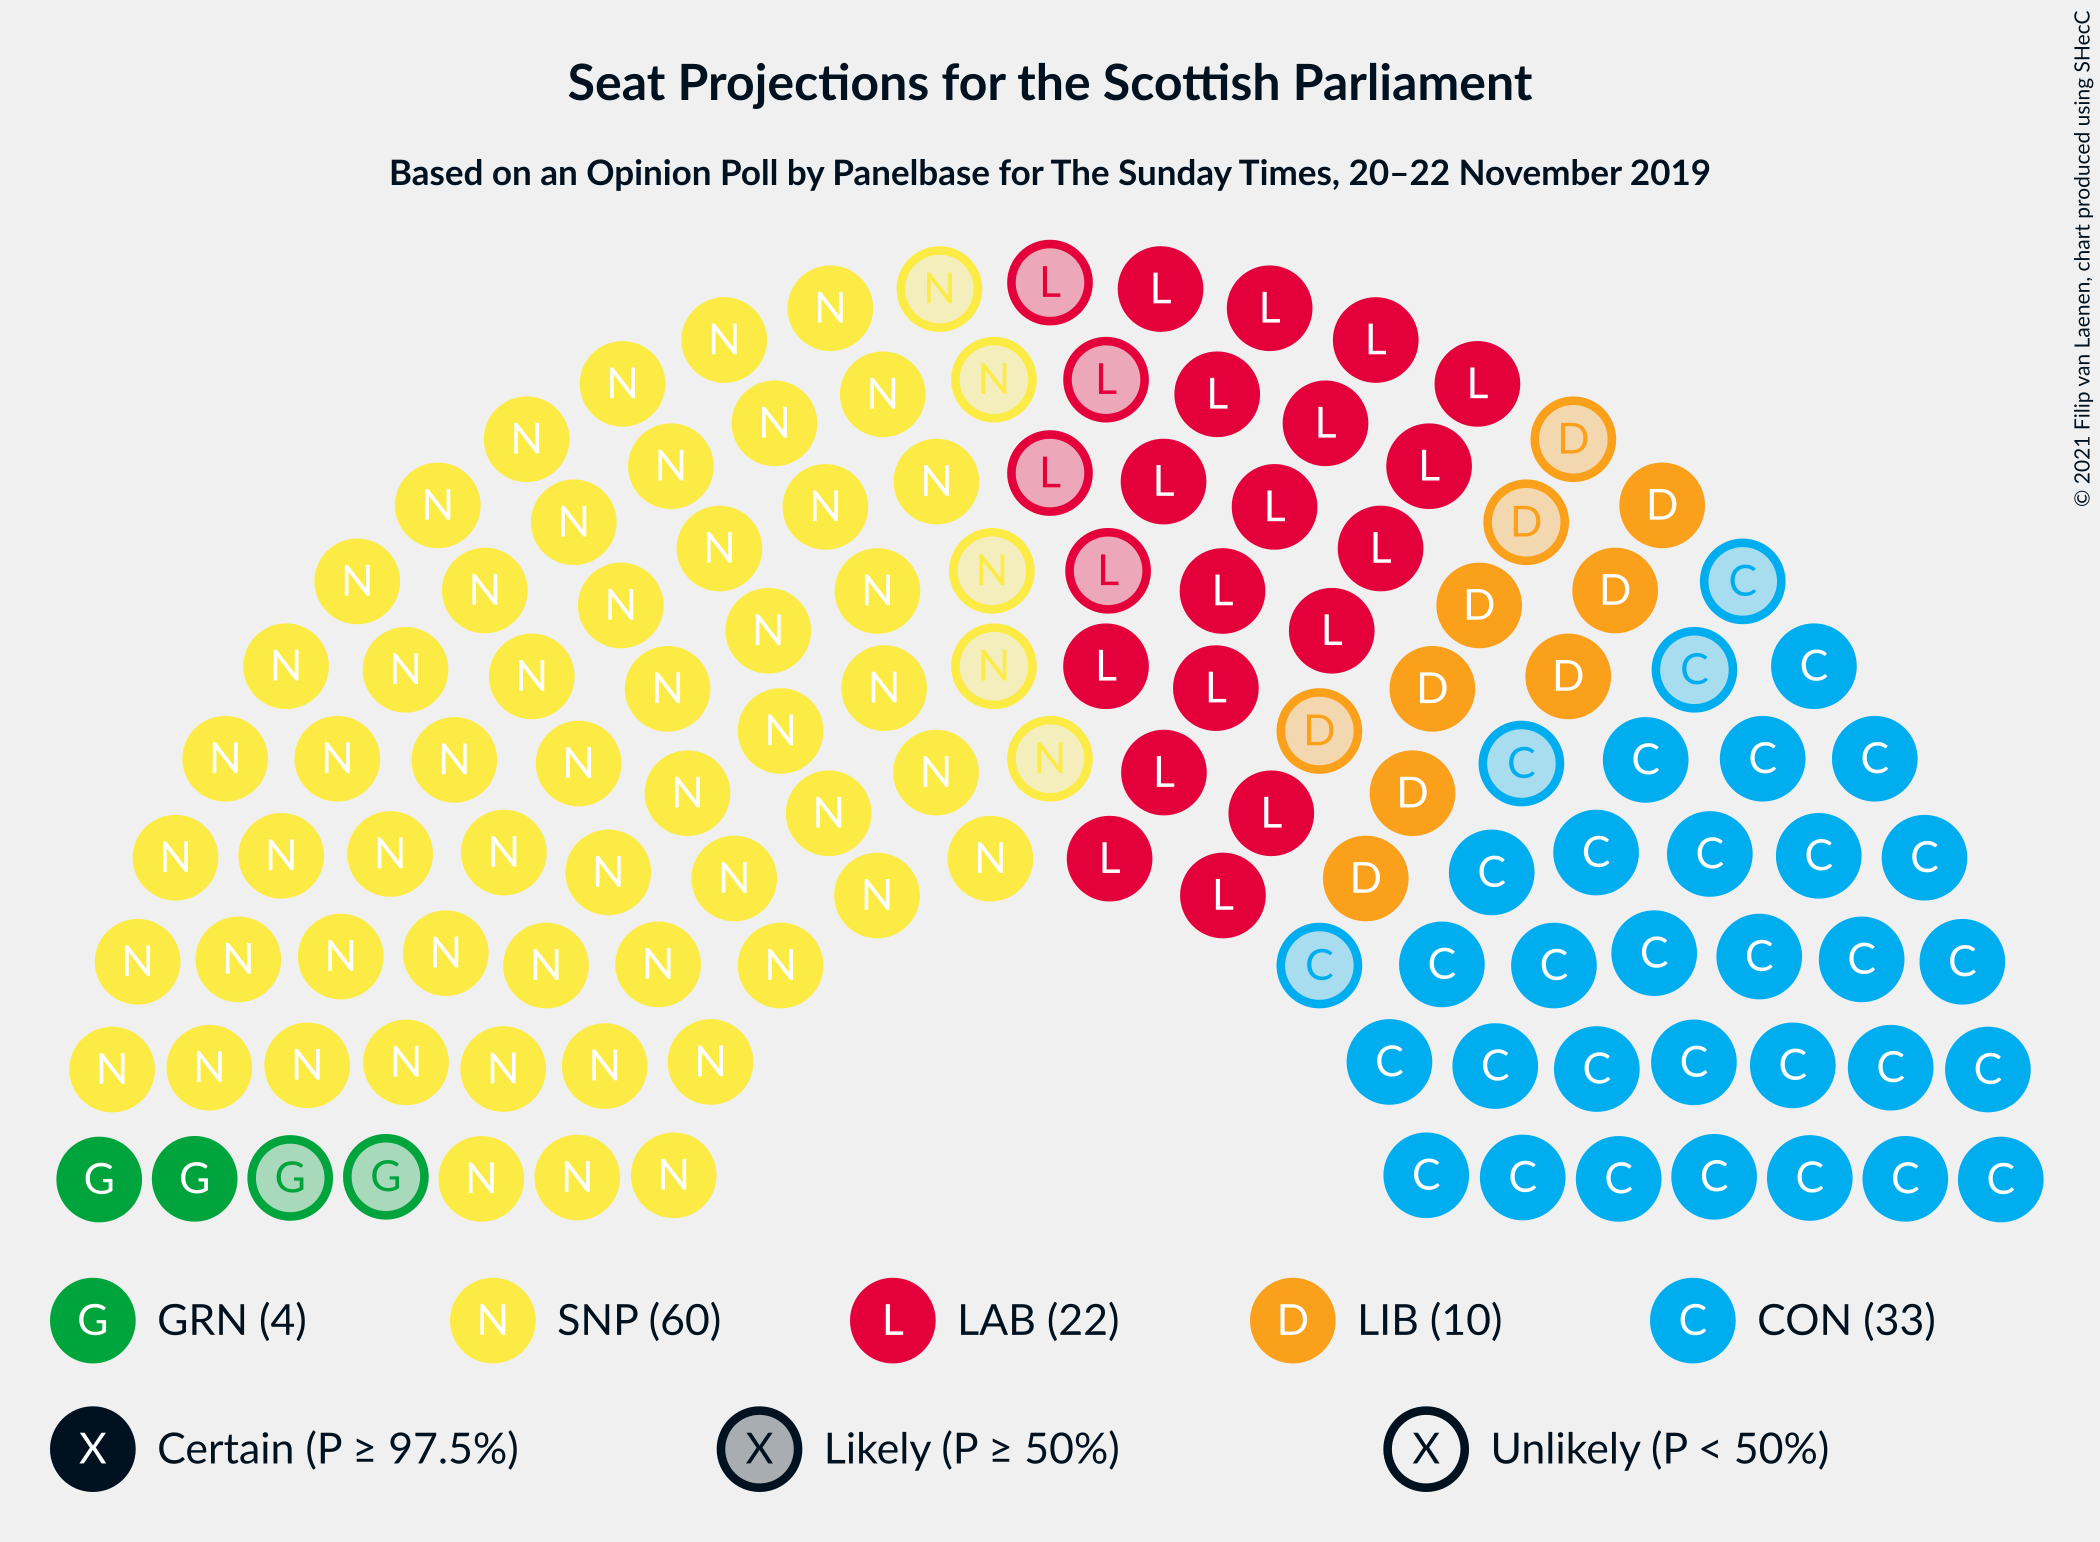 Seat Projections for the Scottish Parliament
Based on an Opinion Poll by Panelbase for The Sunday Times, 20–22 November 2019
© 2021 Filip van Laenen, chart produced using SHecC
N L L
N L
N L
N N L
N L
N N L
N D
N L
N L L
N N L
N D
N D
N N L
N L
N N L
N C
N L D
N N L
N D
N L
N N L
N N C C
N N D
N N L D
N L D
N N N C C C
N L
N N C
N D
N L
N N N C C C
N N L C
N N D
N L
N N N C C C
N N N N C C C C
N N N C C C
N N N N N N N C C C C C C C
G G G G N N N C C C C C C C
G GRN (4) N SNP (60) L LAB (22) D LIB (10) C CON (33)
X Certain (P ≥ 97.5%) X Likely (P ≥ 50%) X Unlikely (P < 50%)